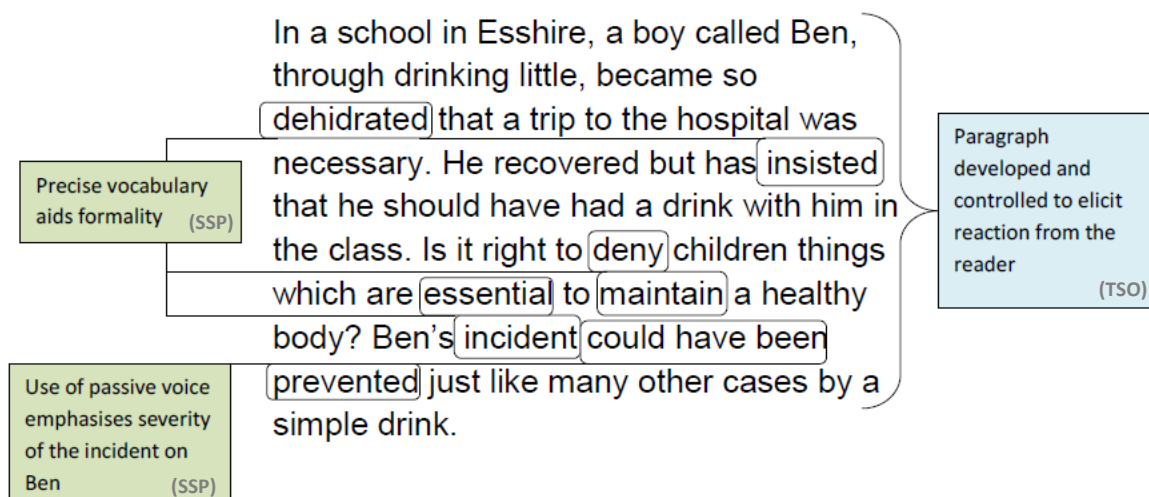 In a school in Esshire, a boy called Ben,
through drinking little, became so
dehidrated that a trip to the hospital was
necessary. He recovered but has insisted
that he should have had a drink with him in
the class. Is it right to deny children things
which are essential to maintain a healthy
body? Ben's incident could have been
prevented just like many other cases by a
simple drink.
Precise vocabulary
aids formality (SSP)
Use of passive voice
emphasises severity
of the incident on
Ben (SSP)
Paragraph
developed and
controlled to elicit
reaction from the
reader
(TSO)